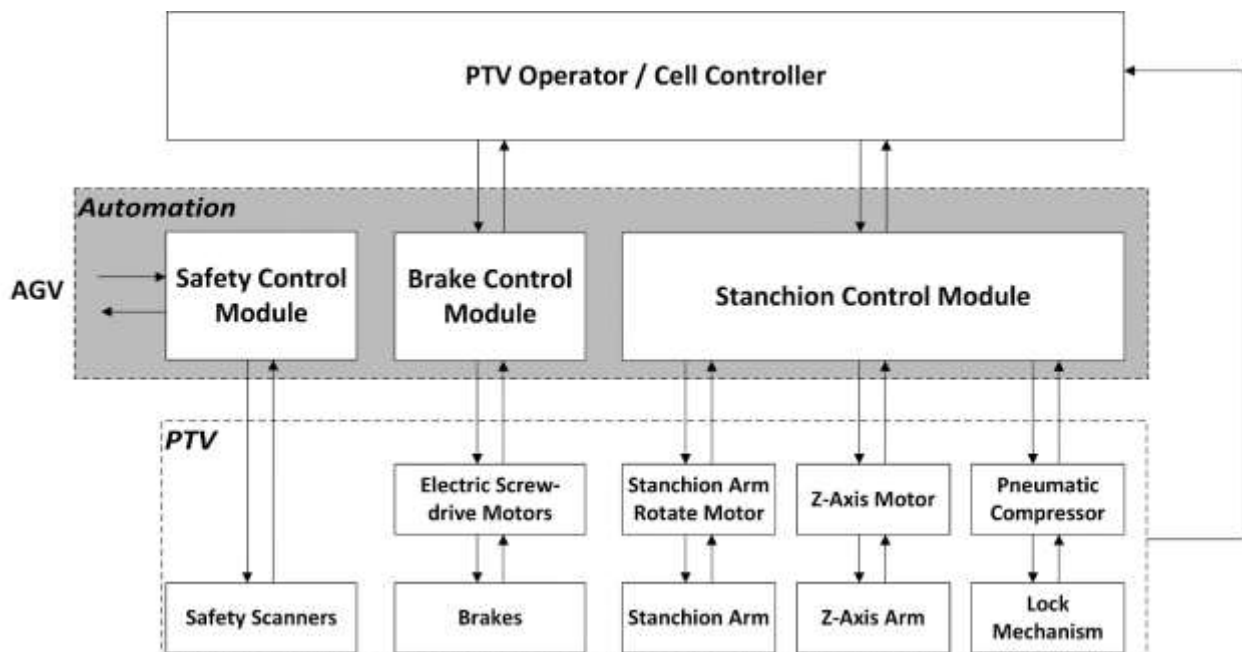 PTV Operator / Cell Controller
Automation
AGV
Safety Control
Module
Brake Control
Module
Stanchion Control Module
PTV
Electric Screw-
drive Motors
Stanchion Arm
Rotate Motor
Z-Axis Motor
Pneumatic
Compressor
Safety Scanners
Brakes
Stanchion Arm
Z-Axis Arm
Lock
Mechanism